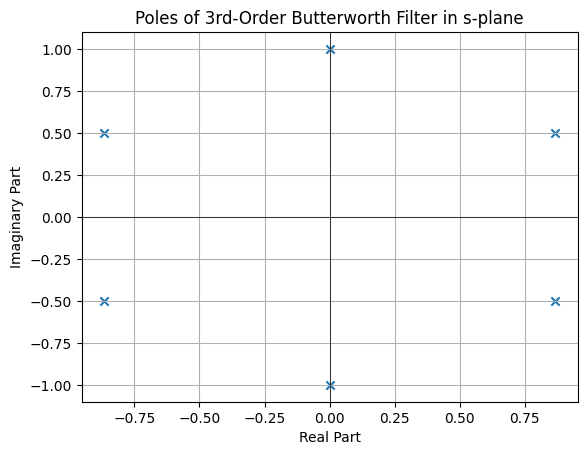 Poles of 3rd-Order Butterworth Filter in s-plane
1.00
0.75
0.50
0.25
0.00
−0.25
−0.50
−0.75
−1.00
Imaginary Part
−0.75 −0.50 −0.25 0.00 0.25 0.50 0.75
Real Part